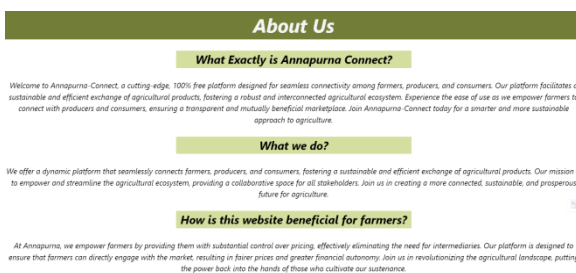 About Us
What Exactly is Annapurna Connect?
Welcome to Annapurna-Connect, a cutting-edge, 100% free platform designed for seamless connectivity among farmers, producers, and consumers. Our platform facilitates a
sustainable and efficient exchange of agricultural products, fostering a robust and interconnected agricultural ecosystem. Experience the ease of use as we empower farmers to
connect with producers and consumers, ensuring a transparent and mutually beneficial marketplace. Join Annapurna-Connect today for a smarter and more sustainable
approach to agriculture.
What we do?
We offer a dynamic platform that seamlessly connects farmers, producers, and consumers, fostering a sustainable and efficient exchange of agricultural products. Our mission
to empower and streamline the agricultural ecosystem, providing a collaborative space for all stakeholders. Join us in creating a more connected, sustainable, and prosperous
future for agriculture.
How is this website beneficial for farmers?
At Annapurna, we empower farmers by providing them with substantial control over pricing, effectively eliminating the need for intermediaries. Our platform is designed to
ensure that farmers can directly engage with the market, resulting in fairer prices and greater financial autonomy. Join us in revolutionizing the agricultural landscape, putting
the power back into the hands of those who cultivate our sustenance.